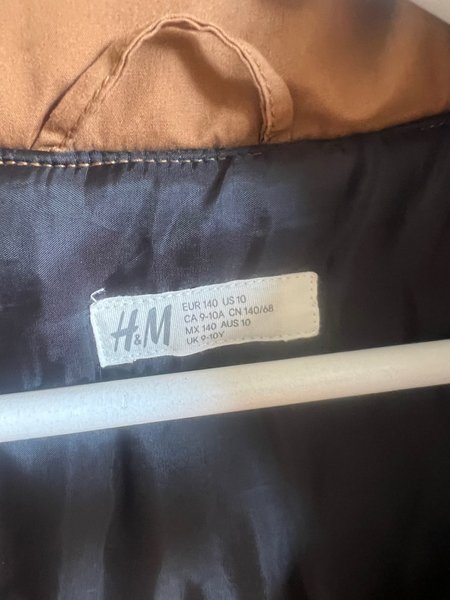 H&M
EUR 140 US 10
CA 9-10A CN 140/68
MX 140 AUS 10
UK 9-10Y